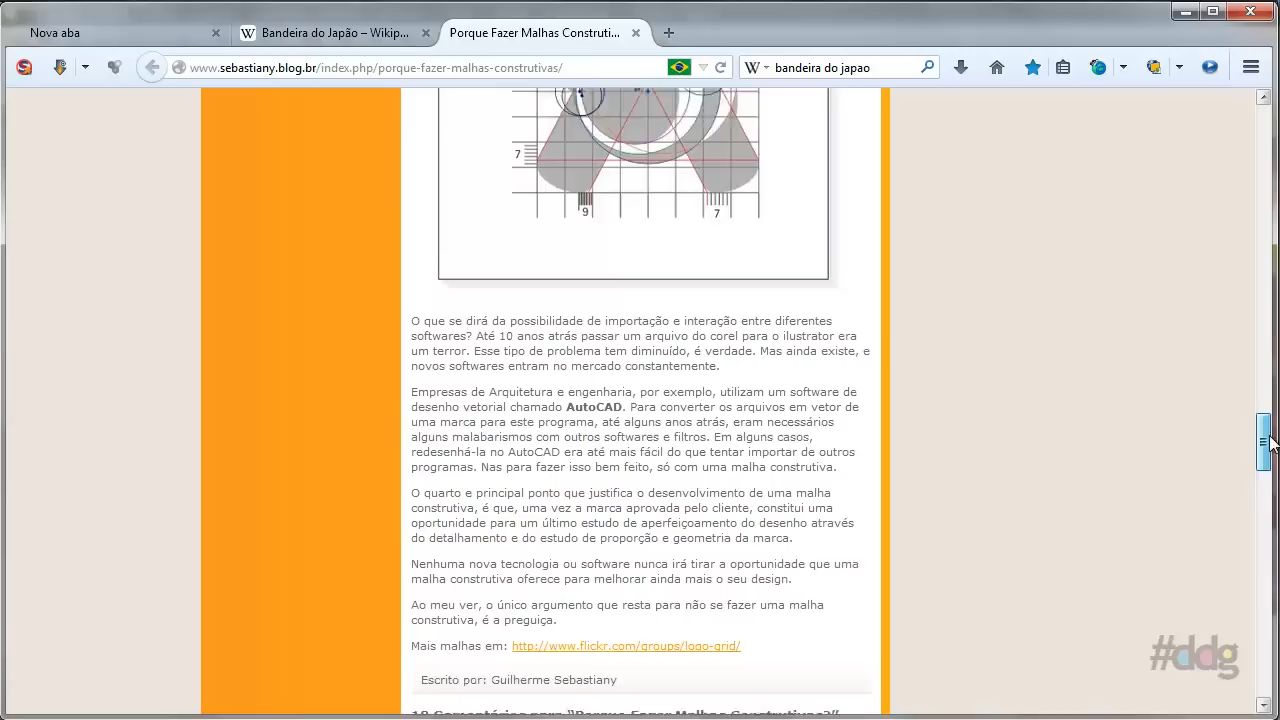 Nova aba
Bandeira do Japão – Wikip...
Porque Fazer Malhas Construti...
www.sebastiany.blog.br/index.php/porque-fazer-malhas-construtivas/
bandeira do japao
7
9
7
O que se dirá da possibilidade de importação e interação entre diferentes
softwares? Até 10 anos atrás passar um arquivo do corel para o ilustrator era
um terror. Esse tipo de problema tem diminuído, é verdade. Mas ainda existe, e
novos softwares entram no mercado constantemente.
Empresas de Arquitetura e engenharia, por exemplo, utilizam um software de
desenho vetorial chamado AutoCAD. Para converter os arquivos em vetor de
uma marca para este programa, até alguns anos atrás, eram necessários
alguns malabarismos com outros softwares e filtros. Em alguns casos,
redesenhá-la no AutoCAD era até mais fácil do que tentar importar de outros
programas. Nas para fazer isso bem feito, só com uma malha construtiva.
O quarto e principal ponto que justifica o desenvolvimento de uma malha
construtiva, é que, uma vez a marca aprovada pelo cliente, constitui uma
oportunidade para um último estudo de aperfeiçoamento do desenho através
do detalhamento e do estudo de proporção e geometria da marca.
Nenhuma nova tecnologia ou software nunca irá tirar a oportunidade que uma
malha construtiva oferece para melhorar ainda mais o seu design.
Ao meu ver, o único argumento que resta para não se fazer uma malha
construtiva, é a preguiça.
Mais malhas em: http://www.flickr.com/groups/logo-grid/
Escrito por: Guilherme Sebastiany
18 Comentários para “Porque Fazer Malhas Construtivas?”
#ddg